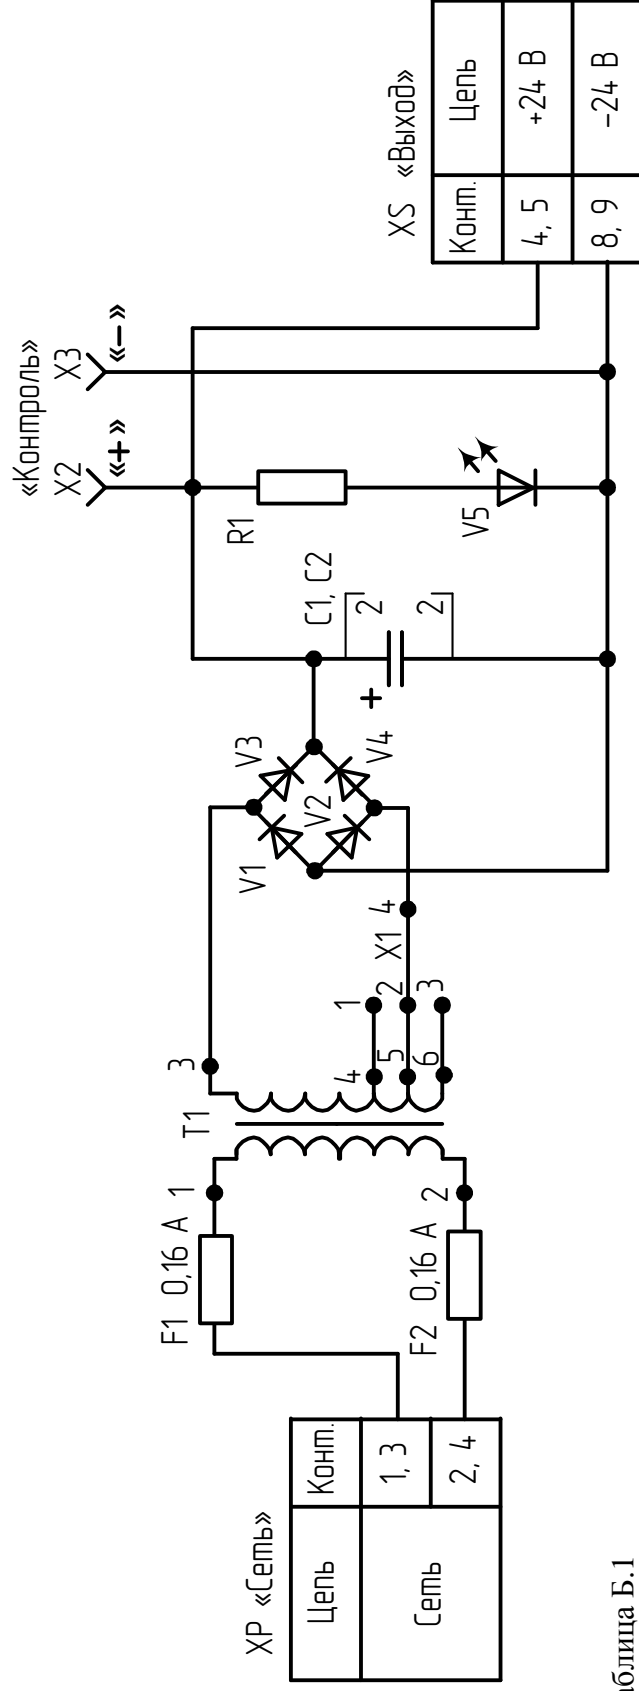 XP «Сеть»
Цепь
Конт.
Сеть
1, 3
2, 4
F1 0,16 А
F2 0,16 А
1
2
T1
3
4
5
6
1
2
3
X1
4
V1
V3
V2
V4
C1, C2
+
2
2
R1
V5
«Контроль»
X2
X3
«+»
«–»
XS «Выход»
Конт.
Цепь
4, 5
+24 В
8, 9
–24 В
аблица Б.1